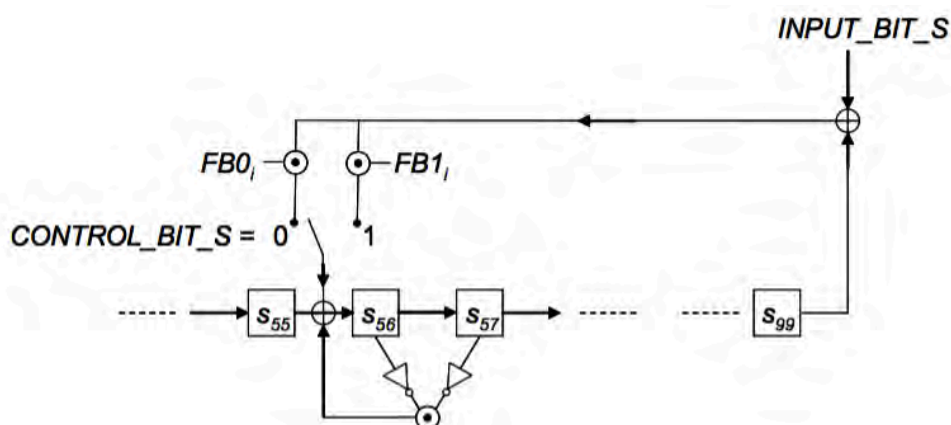 INPUT_BIT_S
FB0i
FB1i
CONTROL_BIT_S = 0 1
s55 s56 s57 s99